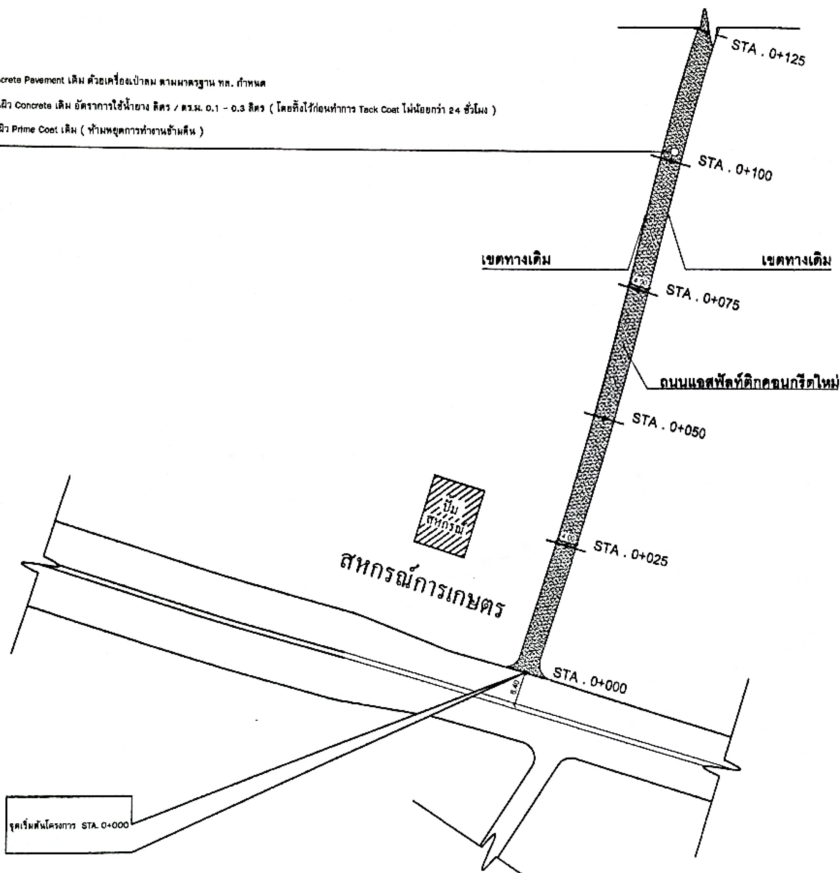 crete Pavement เดิม ด้วยเครื่องเป่าลม ตามมาตรฐาน ทล. กำหนด
ผิว Concrete เดิม อัตราการใช้น้ำยาง ลิตร / ตร.ม. 0.1 - 0.3 ลิตร ( โดยทิ้งไว้ก่อนทำการ Tack Coat ไม่น้อยกว่า 24 ชั่วโมง )
ผิว Prime Coat เดิม ( ห้ามหยุดการทำงานข้ามคืน )
STA . 0+125
STA . 0+100
เขตทางเดิม
เขตทางเดิม
STA . 0+075
ถนนแอสฟัลท์ติกคอนกรีตใหม่
STA . 0+050
ปั๊ม
สหกรณ์
สหกรณ์การเกษตร
STA . 0+025
STA . 0+000
6.40
จุดเริ่มต้นโครงการ STA. 0+000